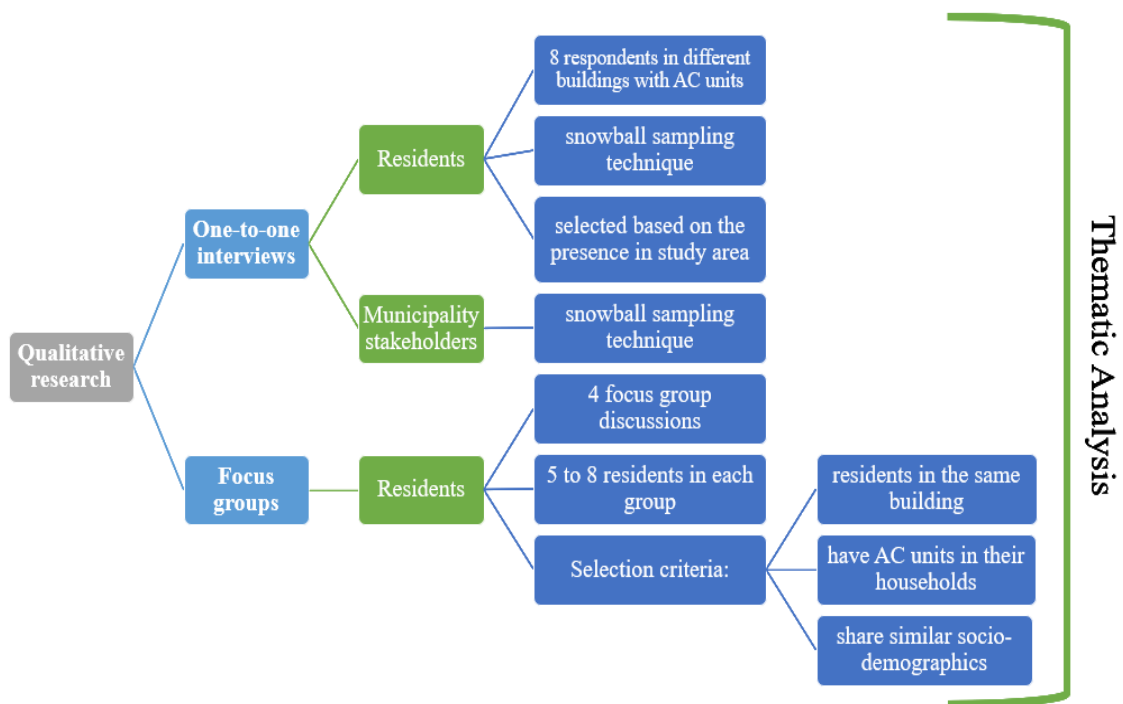 Qualitative
research
One-to-one
interviews
Residents
8 respondents in different
buildings with AC units
snowball sampling
technique
selected based on the
presence in study area
Municipality
stakeholders
snowball sampling
technique
Focus
groups
Residents
4 focus group
discussions
5 to 8 residents in each
group
Selection criteria:
residents in the same
building
have AC units in their
households
share similar socio-
demographics
Thematic Analysis